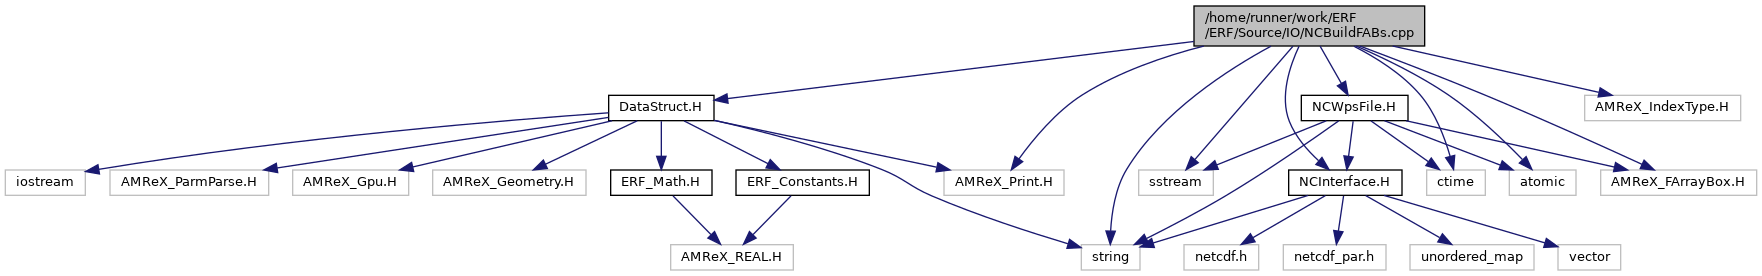 /home/runner/work/ERF
/ERF/Source/IO/NCBuildFABs.cpp
DataStruct.H
NCWpsFile.H
AMReX_IndexType.H
iostream
AMReX_ParmParse.H
AMReX_Gpu.H
AMReX_Geometry.H
ERF_Math.H
ERF_Constants.H
AMReX_Print.H
sstream
NCInterface.H
ctime
atomic
AMReX_FArrayBox.H
AMReX_REAL.H
string
netcdf.h
netcdf_par.h
unordered_map
vector